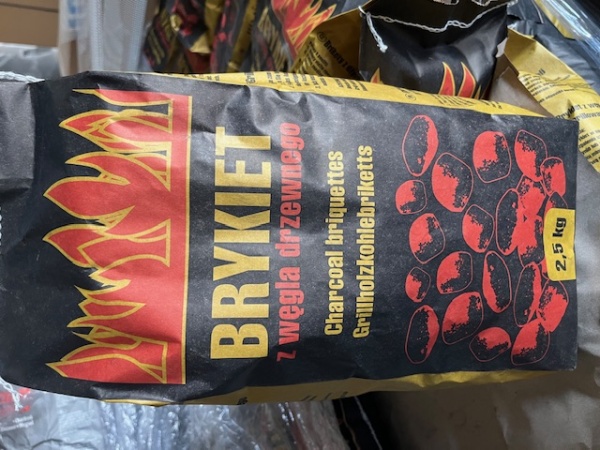 BRYKIET
z węgla drzewnego
Charcoal briquettes
Grillholzkohlebriketts
2,5 kg